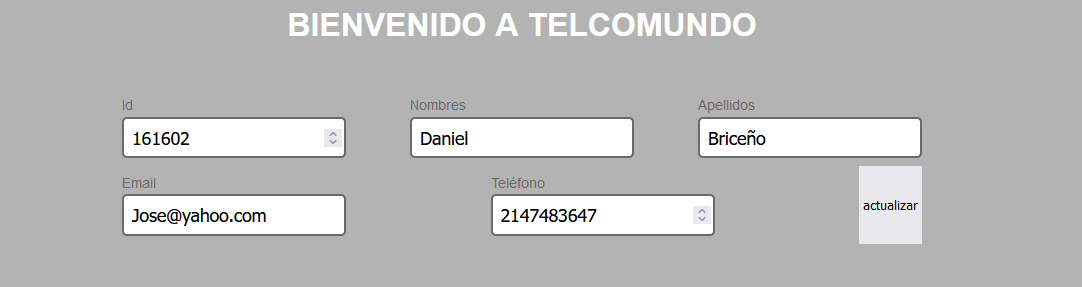 BIENVENIDO A TELCOMUNDO
Id Nombres Apellidos
161602 Daniel Briceño
Email Teléfono
Jose@yahoo.com 2147483647 actualizar